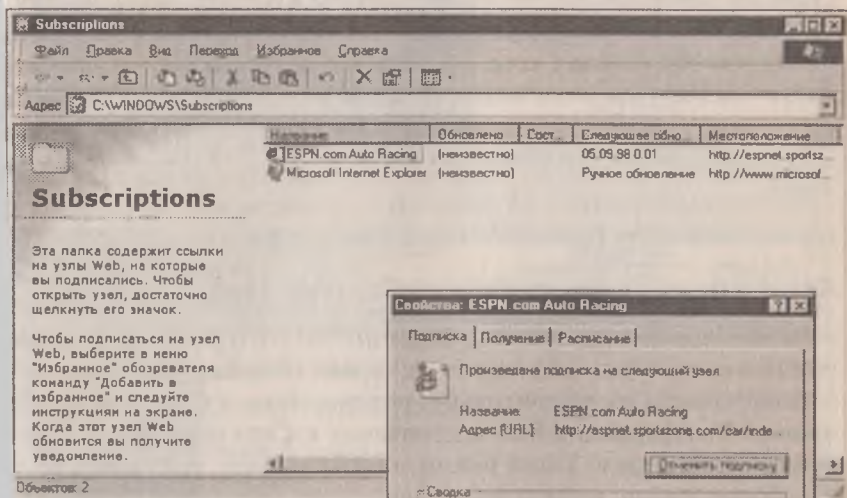 Subscriptions
Файл Правка Вид Переход Избранное Справка
Адрес C:\WINDOWS\Subscriptions
Название Обновлено Сост... Следующее обно... Местоположение
ESPN.com Auto Racing (неизвестно) 05.09.98 0:01 http://espnet.sportsz...
Microsoft Internet Explorer (неизвестно) Ручное обновление http://www.microsof...
Subscriptions
Эта папка содержит ссылки
на узлы Web, на которые
вы подписались. Чтобы
открыть узел, достаточно
щелкнуть его значок.
Чтобы подписаться на узел
Web, выберите в меню
"Избранное" обозревателя
команду "Добавить в
избранное" и следуйте
инструкциям на экране.
Когда этот узел Web
обновится вы получите
уведомление.
Объектов: 2
Свойства: ESPN.com Auto Racing
Подписка Получение Расписание
Произведена подписка на следующий узел
Название: ESPN.com Auto Racing
Адрес (URL): http://espnet.sportszone.com/car/inde
Отменить подписку
Сводка